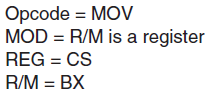 Opcode = MOV
MOD = R/M is a register
REG = CS
R/M = BX